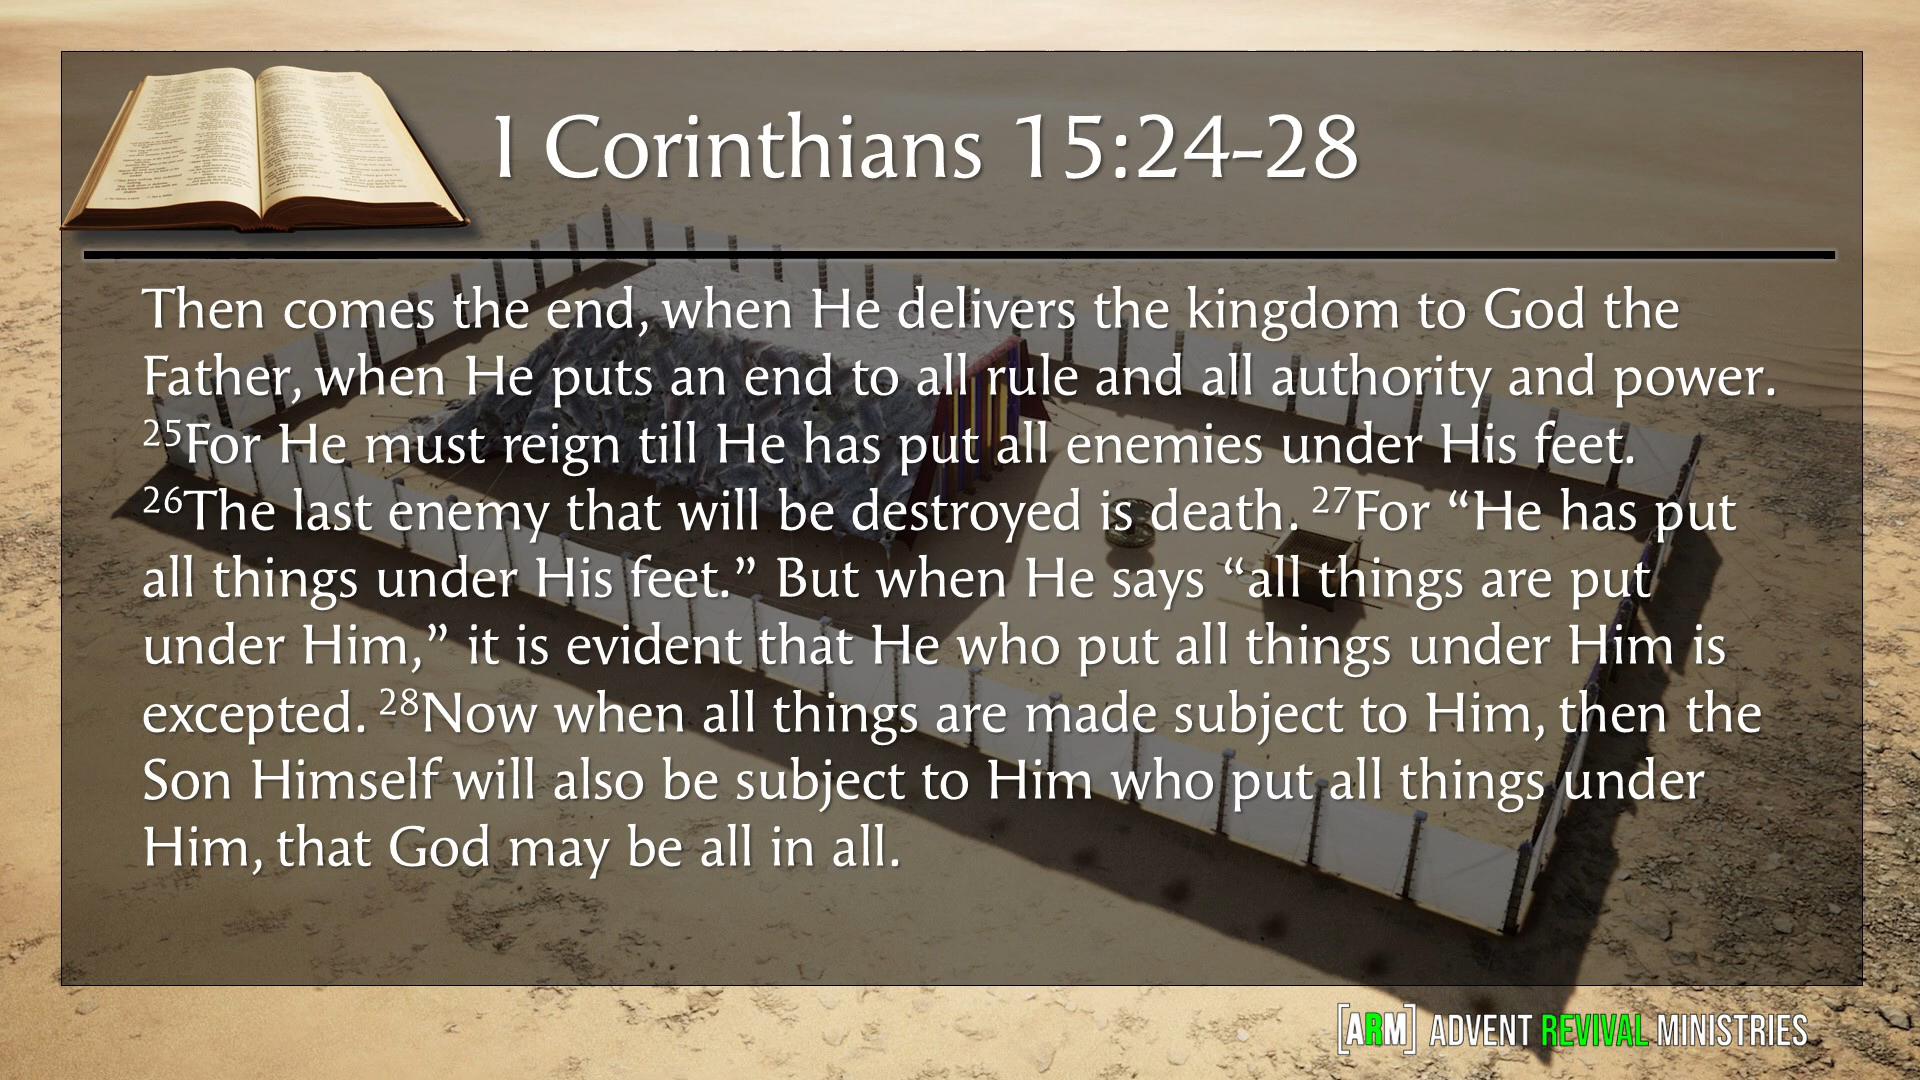 I Corinthians 15:24-28
Then comes the end, when He delivers the kingdom to God the
Father, when He puts an end to all rule and all authority and power.
25For He must reign till He has put all enemies under His feet.
26The last enemy that will be destroyed is death. 27For “He has put
all things under His feet.” But when He says “all things are put
under Him,” it is evident that He who put all things under Him is
excepted. 28Now when all things are made subject to Him, then the
Son Himself will also be subject to Him who put all things under
Him, that God may be all in all.
[ARM] ADVENT REVIVAL MINISTRIES